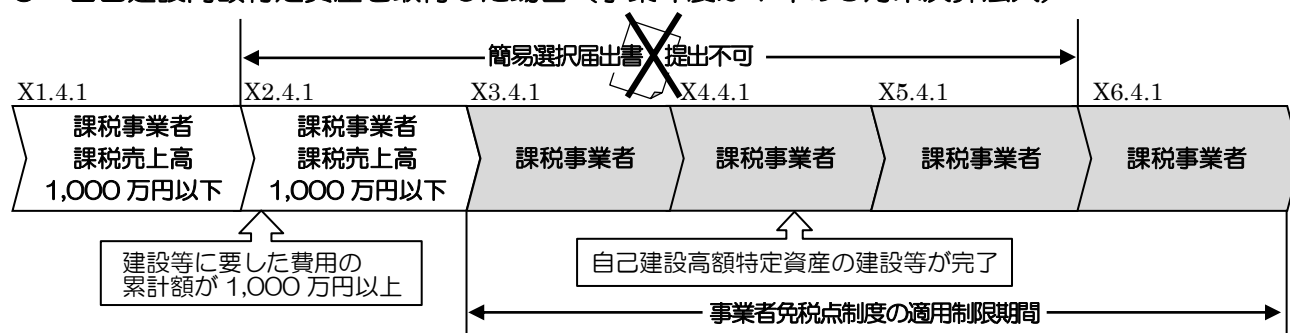 簡易選択届出書 提出不可
X1.4.1 X2.4.1 X3.4.1 X4.4.1 X5.4.1 X6.4.1
課税事業者
課税売上高
1,000 万円以下
課税事業者
課税売上高
1,000 万円以下
課税事業者
課税事業者
課税事業者
課税事業者
建設等に要した費用の
累計額が 1,000 万円以上
自己建設高額特定資産の建設等が完了
事業者免税点制度の適用制限期間